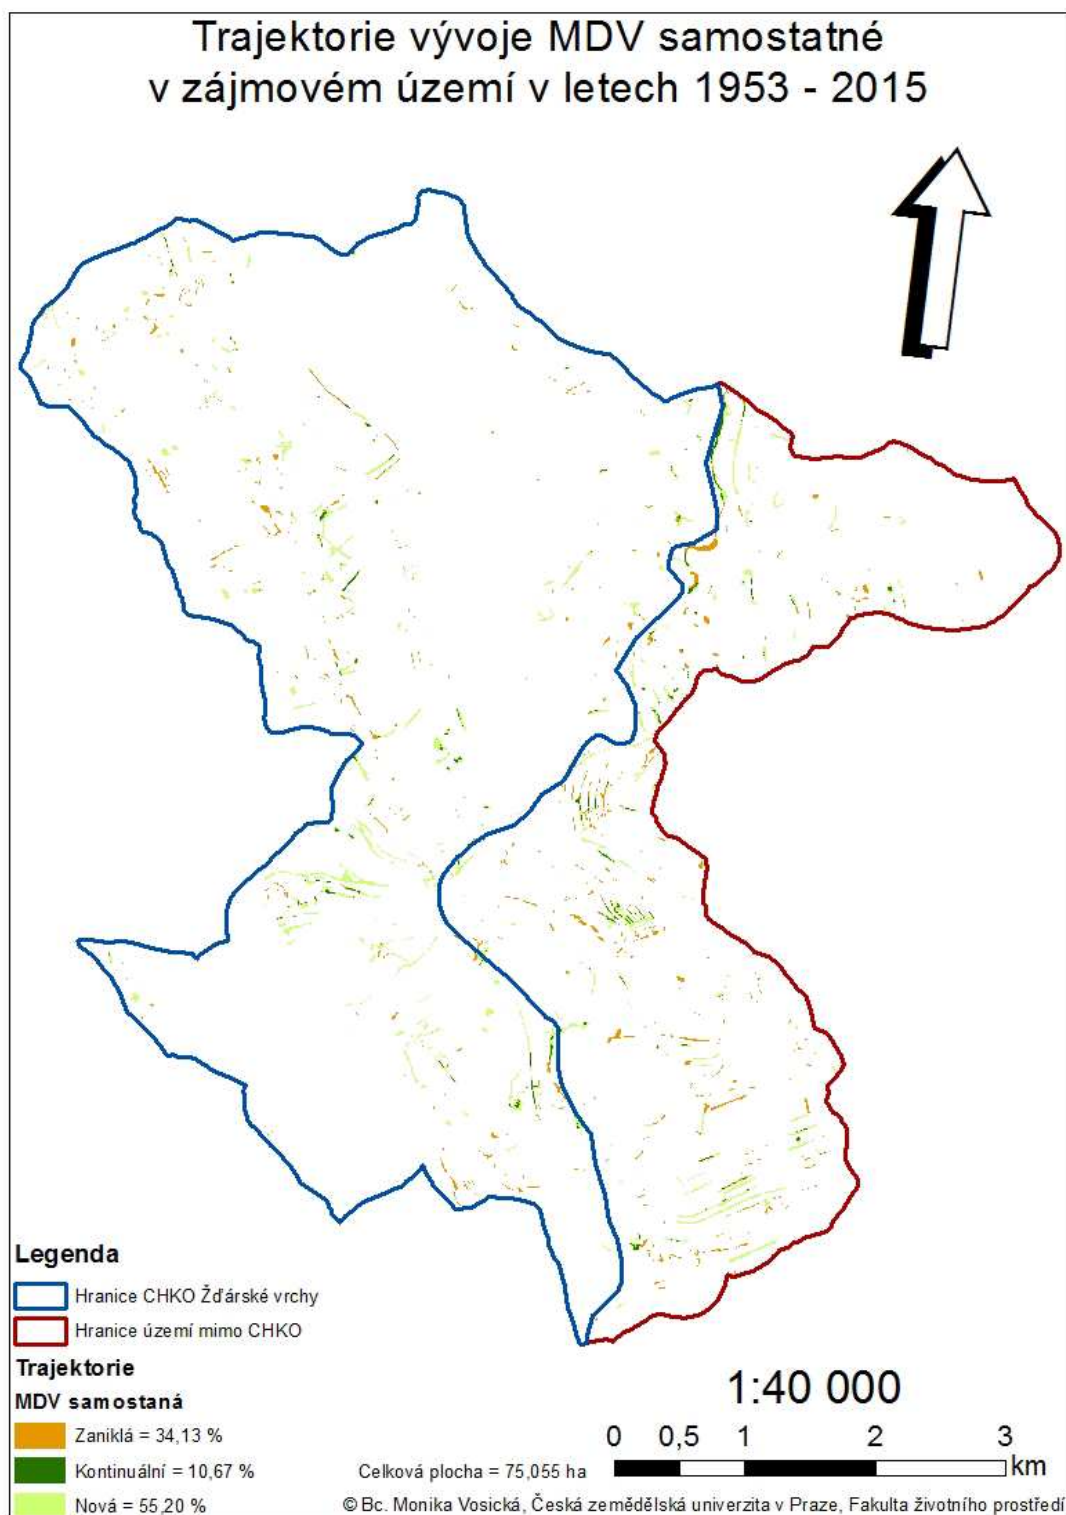 Trajektorie vývoje MDV samostatné
v zájmovém území v letech 1953 - 2015
Legenda
Hranice CHKO Žďárské vrchy
Hranice území mimo CHKO
Trajektorie
MDV samostaná
Zaniklá = 34,13 %
Kontinuální = 10,67 %
Nová = 55,20 %
Celková plocha = 75,055 ha
1:40 000
0 0,5 1 2 3
km
© Bc. Monika Vosická, Česká zemědělská univerzita v Praze, Fakulta životního prostředí